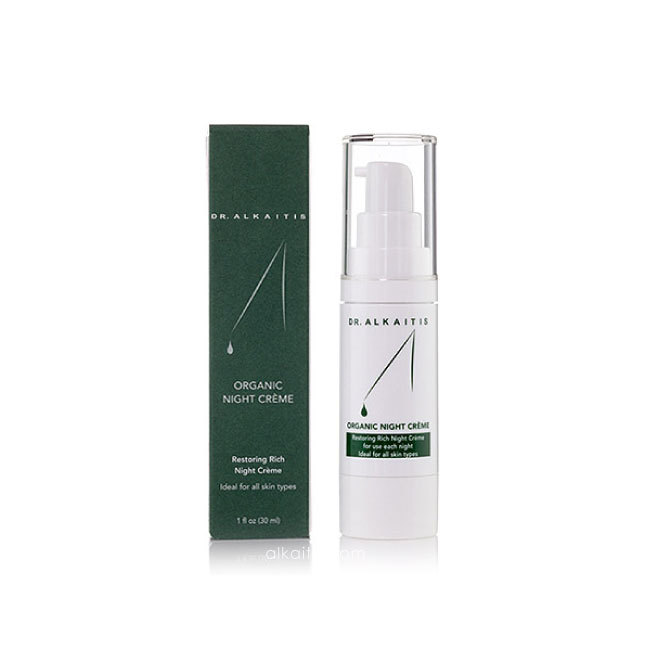 DR. ALKAITIS
ORGANIC
NIGHT CRÈME
Restoring Rich
Night Crème
Ideal for all skin types
1 fl oz (30 ml)
DR. ALKAITIS
ORGANIC NIGHT CRÈME
Restoring Rich Night Crème
for use each night
Ideal for all skin types